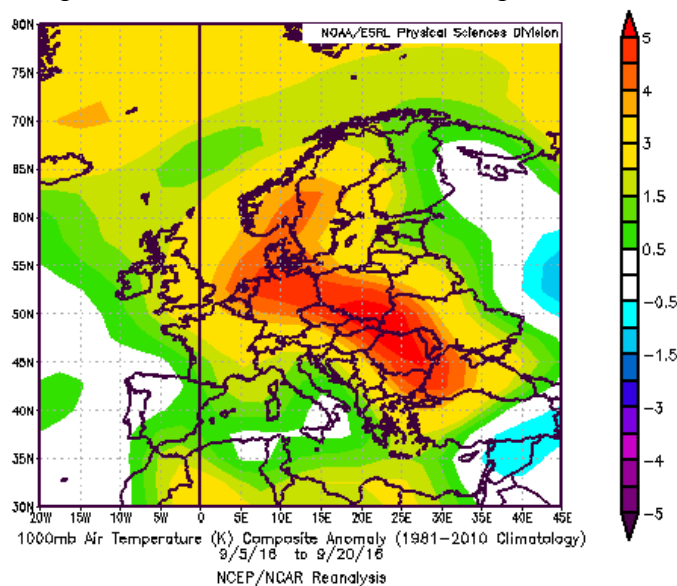 NOAA/ESRL Physical Sciences Division
80N
75N
70N
65N
60N
55N
50N
45N
40N
35N
30N
20W 15W 10W 5W 0 5E 10E 15E 20E 25E 30E 35E 40E 45E
5
4
3
1.5
0.5
-0.5
-1.5
-3
-4
-5
1000mb Air Temperature (K) Composite Anomaly (1981-2010 Climatology)
9/5/16 to 9/20/16
NCEP/NCAR Reanalysis